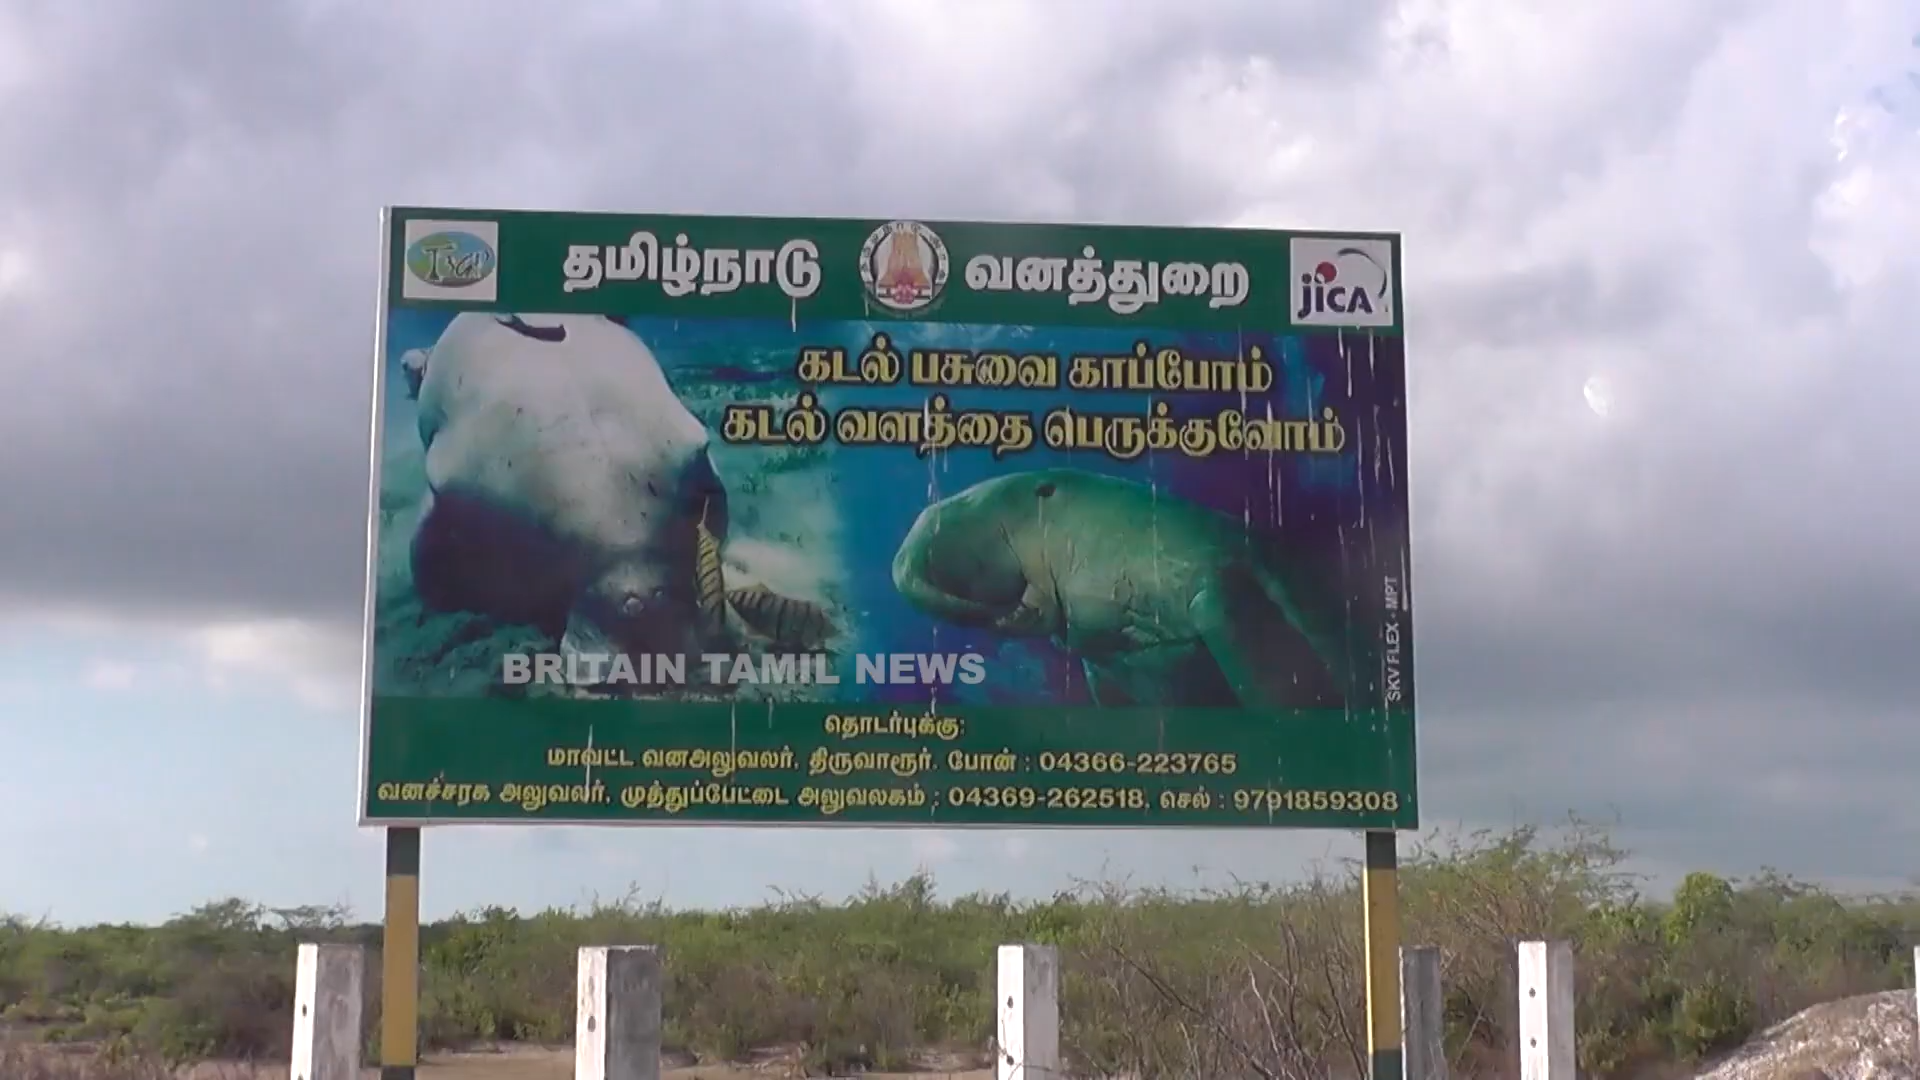 தமிழ்நாடு வனத்துறை
JICA
கடல் பசுவை காப்போம்
கடல் வளத்தை பெருக்குவோம்
BRITAIN TAMIL NEWS
SKV FLEX - MPT
தொடர்புக்கு:
மாவட்ட வனஅலுவலர், திருவாரூர். போன் : 04366-223765
வனச்சரக அலுவலர், முத்துப்பேட்டை அலுவலகம் : 04369-262518, செல் : 9791859308